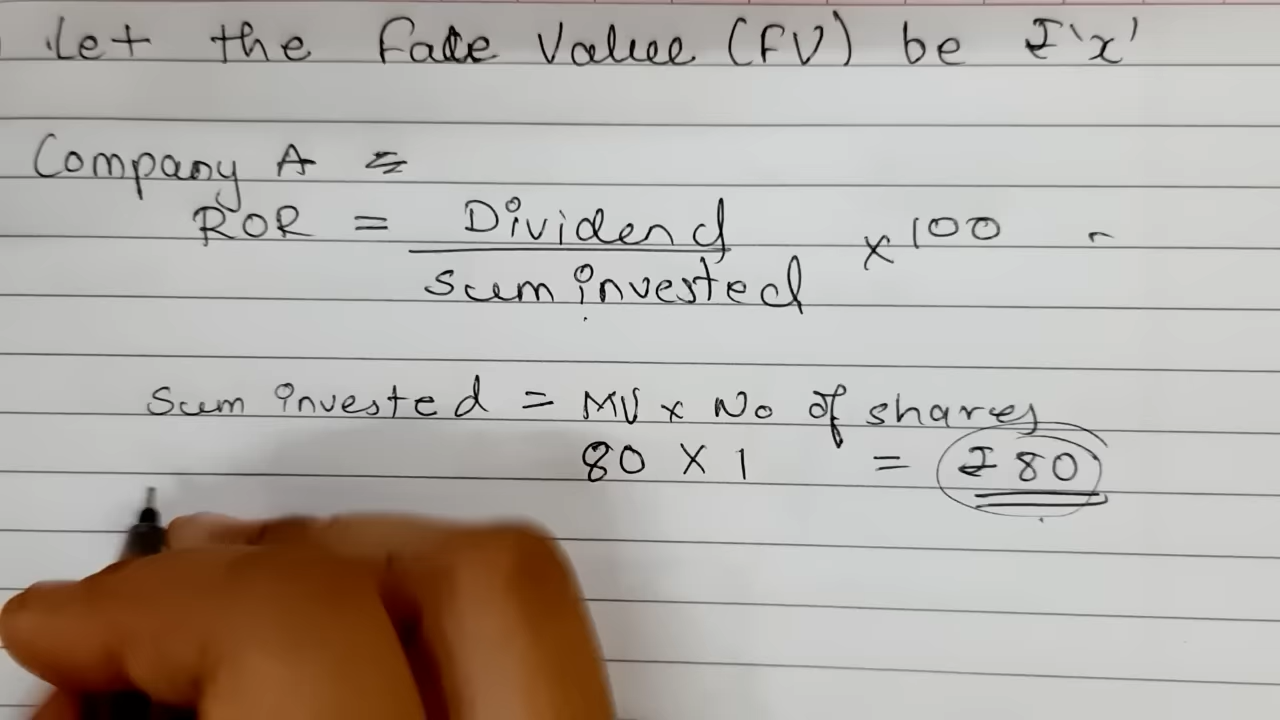 Let the Face Value (FV) be ₹'x'
Company A =
ROR = Dividend
× 100 -
Sum invested
Sum invested = MV × No of shares
80 × 1 = ₹ 80